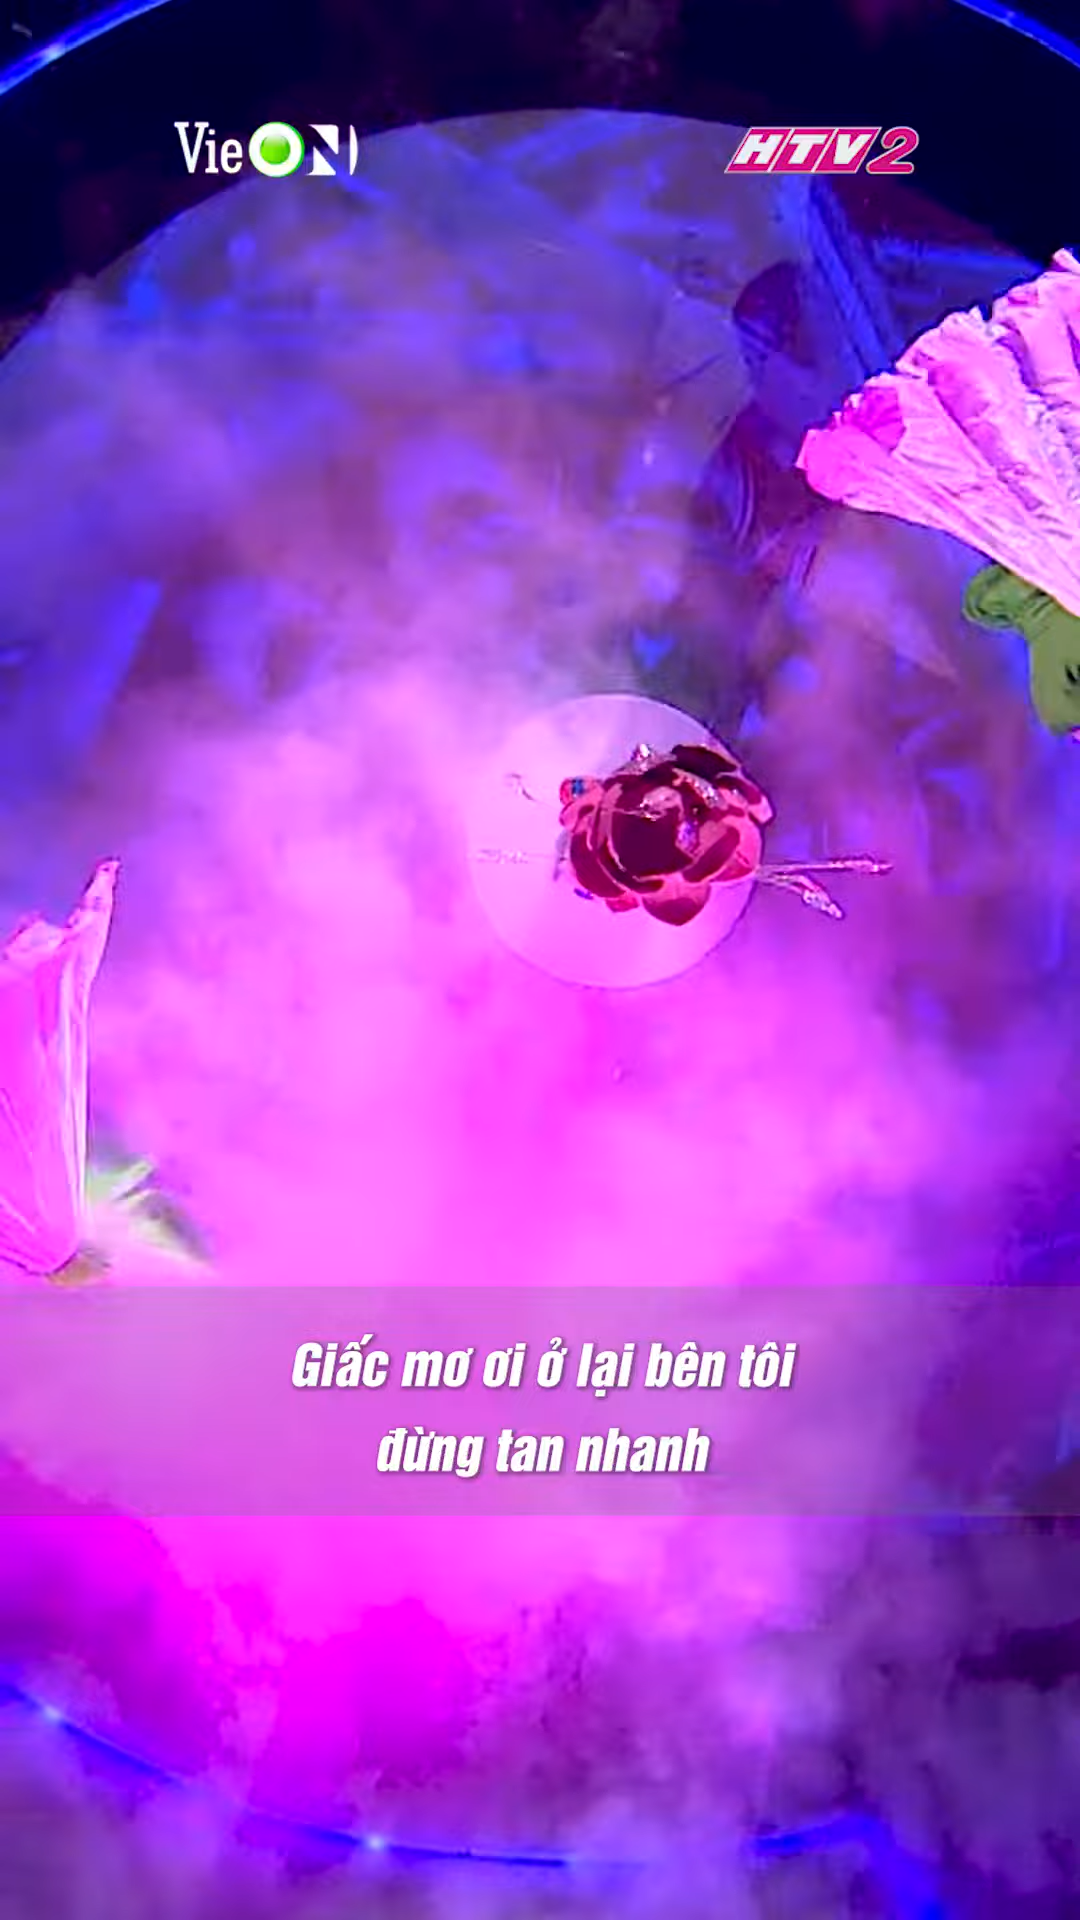 VieON
HTV2
Giấc mơ ơi ở lại bên tôi
đừng tan nhanh